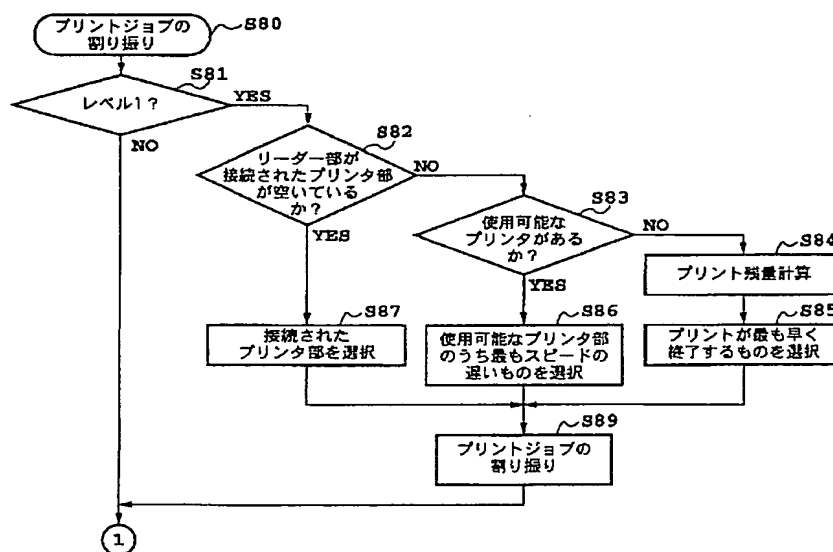 プリントジョブの
割り振り
S80
S81
レベル1?
YES
NO
S82
リーダー部が
接続されたプリンタ部
が空いている
か?
NO
YES
S83
使用可能な
プリンタがある
か?
NO
YES
S84
プリント残量計算
S87
接続された
プリンタ部を選択
S86
使用可能なプリンタ部
のうち最もスピードの
遅いものを選択
S85
プリントが最も早く
終了するものを選択
S89
プリントジョブの
割り振り
1